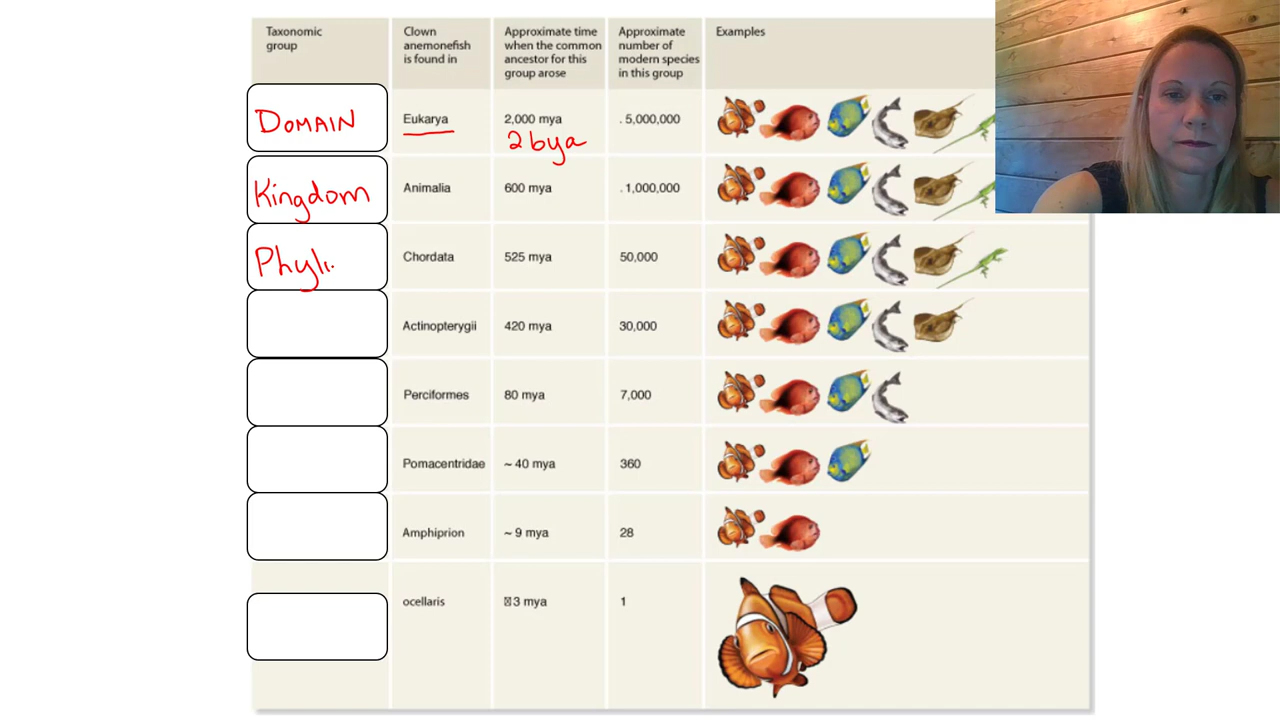 Taxonomic
group
Clown
anemonefish
is found in
Approximate time
when the common
ancestor for this
group arose
Approximate
number of
modern species
in this group
Examples
DOMAIN
Eukarya
2,000 mya
2 bya
. 5,000,000
Kingdom
Animalia
600 mya
. 1,000,000
Phyl
Chordata
525 mya
50,000
Actinopterygii
420 mya
30,000
Perciformes
80 mya
7,000
Pomacentridae
~ 40 mya
360
Amphiprion
~ 9 mya
28
ocellaris
3 mya
1